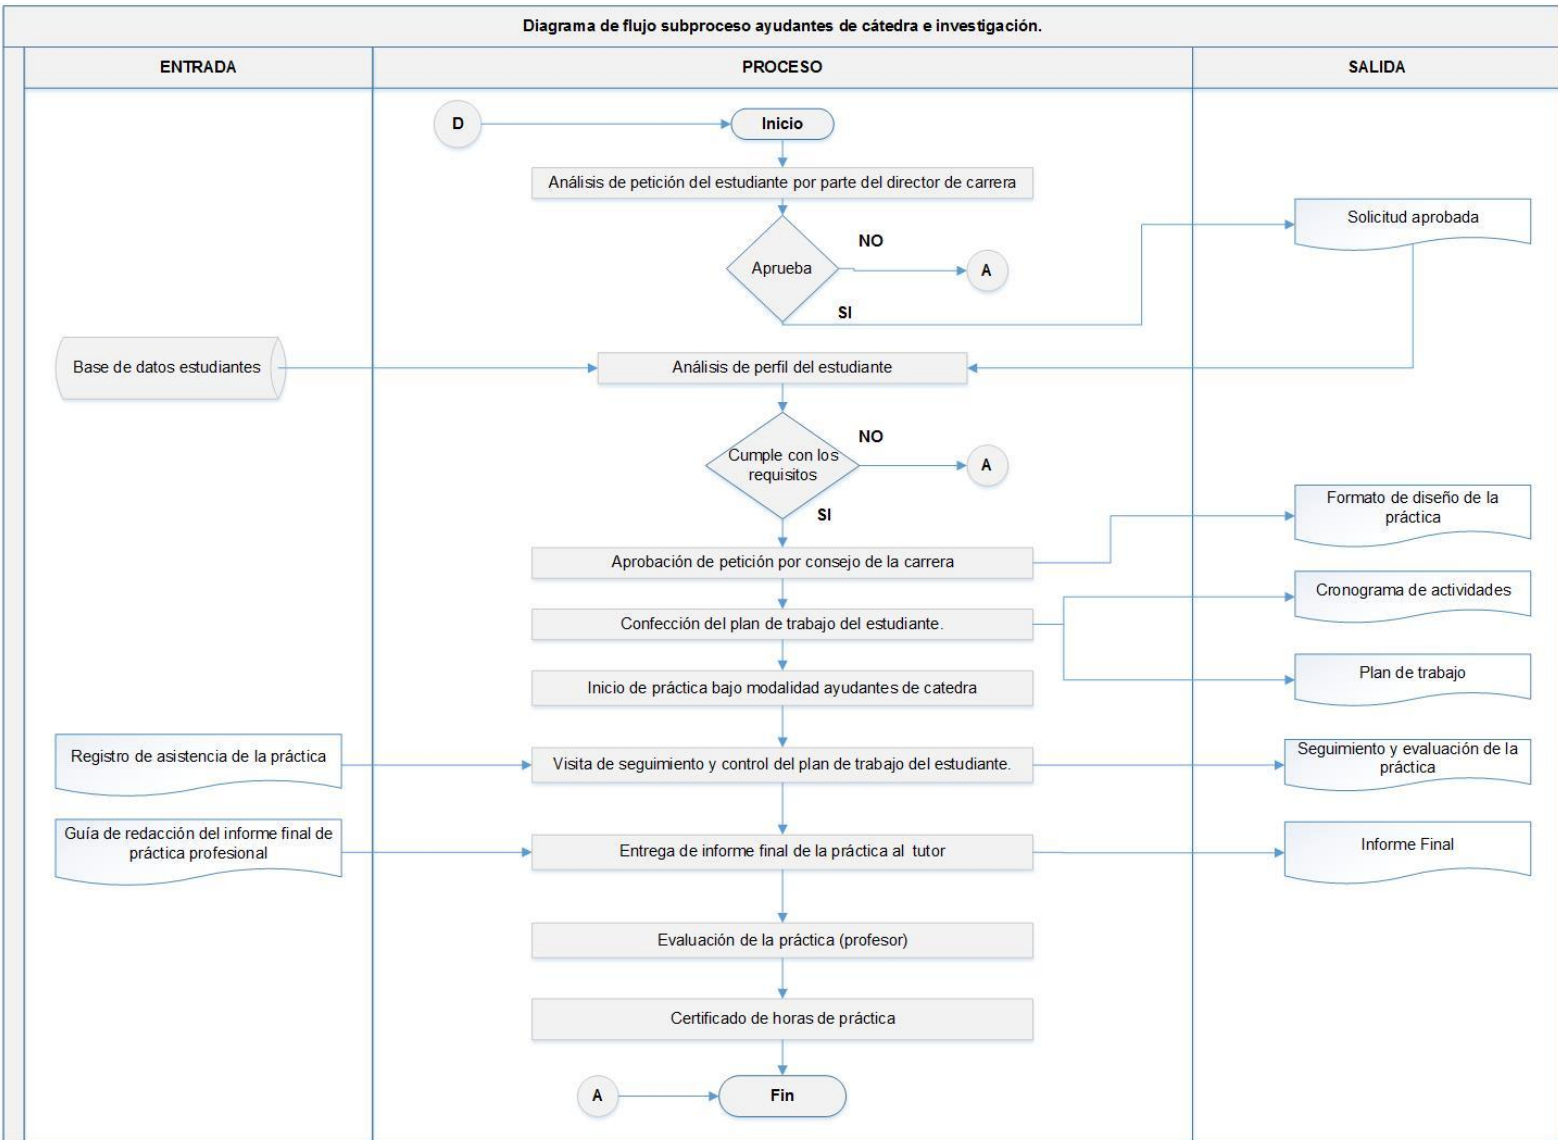 Diagrama de flujo subproceso ayudantes de cátedra e investigación.
ENTRADA
PROCESO
SALIDA
D
Inicio
Análisis de petición del estudiante por parte del director de carrera
Solicitud aprobada
NO
Aprueba
A
SI
Base de datos estudiantes
Análisis de perfil del estudiante
NO
Cumple con los
requisitos
A
SI
Formato de diseño de la
práctica
Aprobación de petición por consejo de la carrera
Cronograma de actividades
Confección del plan de trabajo del estudiante.
Plan de trabajo
Inicio de práctica bajo modalidad ayudantes de catedra
Registro de asistencia de la práctica
Visita de seguimiento y control del plan de trabajo del estudiante.
Seguimiento y evaluación de la
práctica
Guía de redacción del informe final de
práctica profesional
Entrega de informe final de la práctica al tutor
Informe Final
Evaluación de la práctica (profesor)
Certificado de horas de práctica
A
Fin